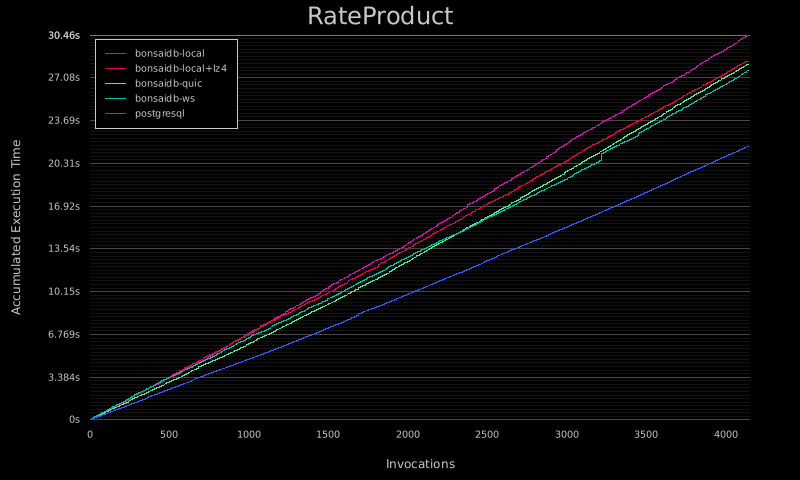 RateProduct
30.46s
27.08s
23.69s
20.31s
16.92s
13.54s
10.15s
6.769s
3.384s
0s
bonsaidb-local
bonsaidb-local+lz4
bonsaidb-quic
bonsaidb-ws
postgresql
Accumulated Execution Time
0 500 1000 1500 2000 2500 3000 3500 4000
Invocations